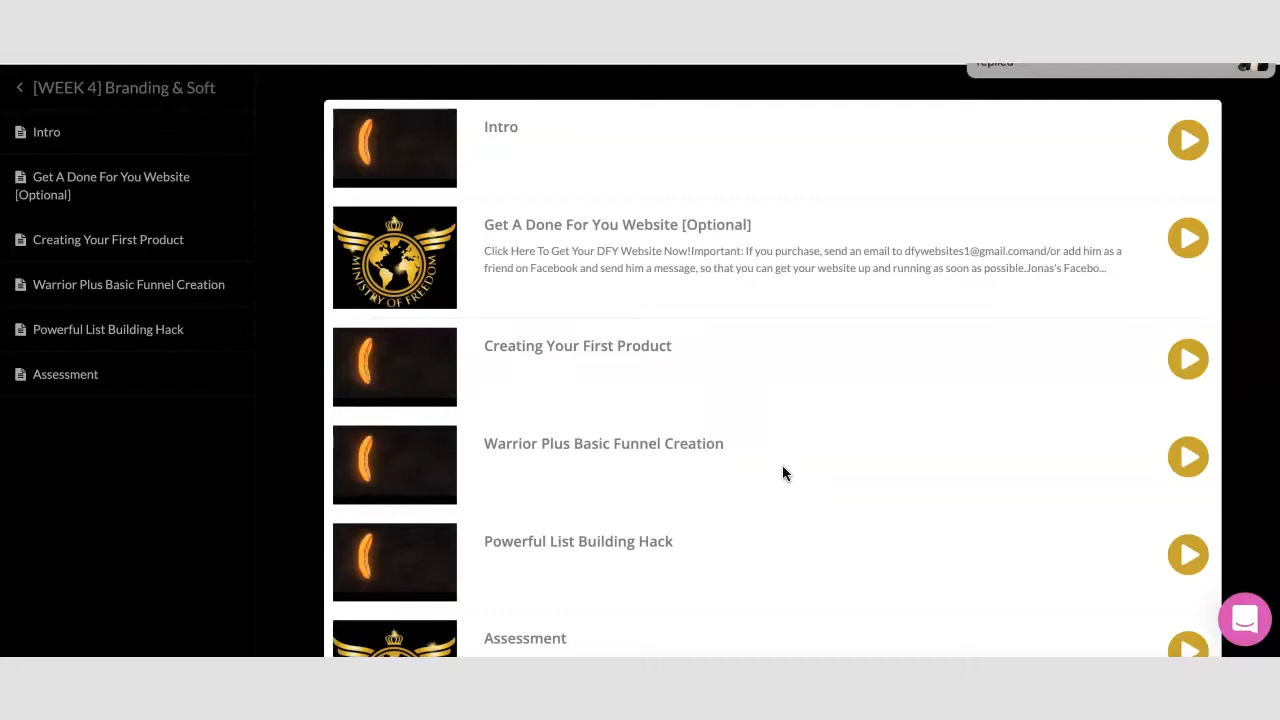 replied
[WEEK 4] Branding & Soft
Intro
Get A Done For You Website
[Optional]
Creating Your First Product
Warrior Plus Basic Funnel Creation
Powerful List Building Hack
Assessment
Intro
MINISTRY OF FREEDOM
Get A Done For You Website [Optional]
Click Here To Get Your DFY Website Now!Important: If you purchase, send an email to dfywebsites1@gmail.comand/or add him as a
friend on Facebook and send him a message, so that you can get your website up and running as soon as possible.Jonas's Facebo...
Creating Your First Product
Warrior Plus Basic Funnel Creation
Powerful List Building Hack
Assessment